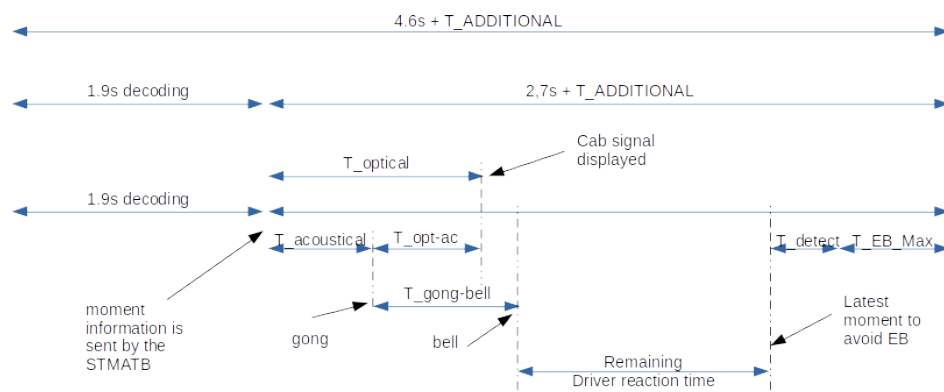 4.6s + T_ADDITIONAL
1.9s decoding
2,7s + T_ADDITIONAL
Cab signal
displayed
T_optical
1.9s decoding
T_acoustical
T_opt-ac
T_detect
T_EB_Max
T_gong-bell
moment
information is
sent by the
STMATB
gong
bell
Latest
moment to
avoid EB
Remaining
Driver reaction time